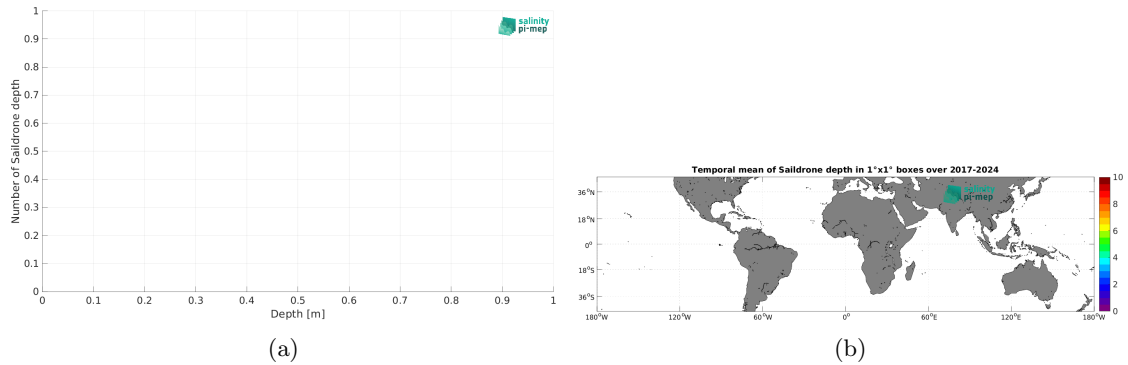 1
0.9
0.8
0.7
0.6
0.5
0.4
0.3
0.2
0.1
0
Number of Saildrone depth
0 0.1 0.2 0.3 0.4 0.5 0.6 0.7 0.8 0.9 1
Depth [m]
salinity
pi-mep
(a)
Temporal mean of Saildrone depth in 1°x1° boxes over 2017-2024
salinity
pi-mep
36°N
18°N
0°
18°S
36°S
180°W 120°W 60°W 0° 60°E 120°E 180°W
10
8
6
4
2
0
(b)